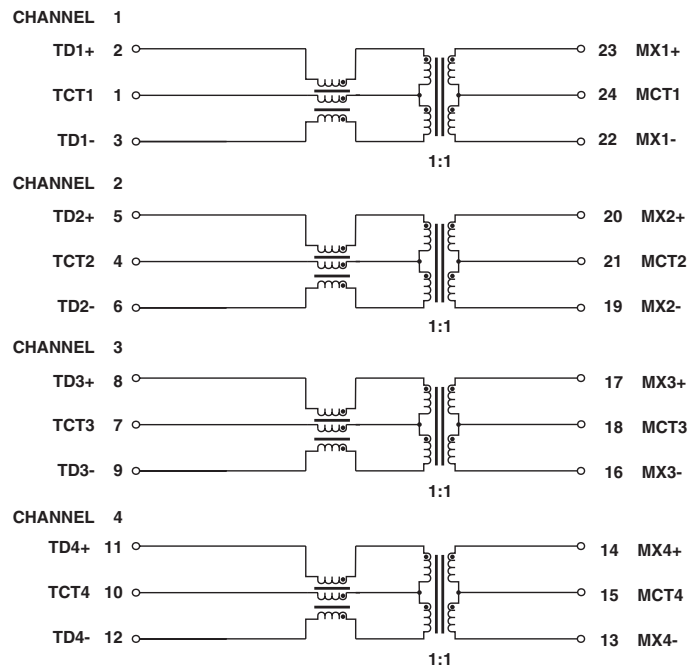 CHANNEL 1
TD1+ 2 23 MX1+
TCT1 1 24 MCT1
TD1- 3 22 MX1-
1:1
CHANNEL 2
TD2+ 5 20 MX2+
TCT2 4 21 MCT2
TD2- 6 19 MX2-
1:1
CHANNEL 3
TD3+ 8 17 MX3+
TCT3 7 18 MCT3
TD3- 9 16 MX3-
1:1
CHANNEL 4
TD4+ 11 14 MX4+
TCT4 10 15 MCT4
TD4- 12 13 MX4-
1:1